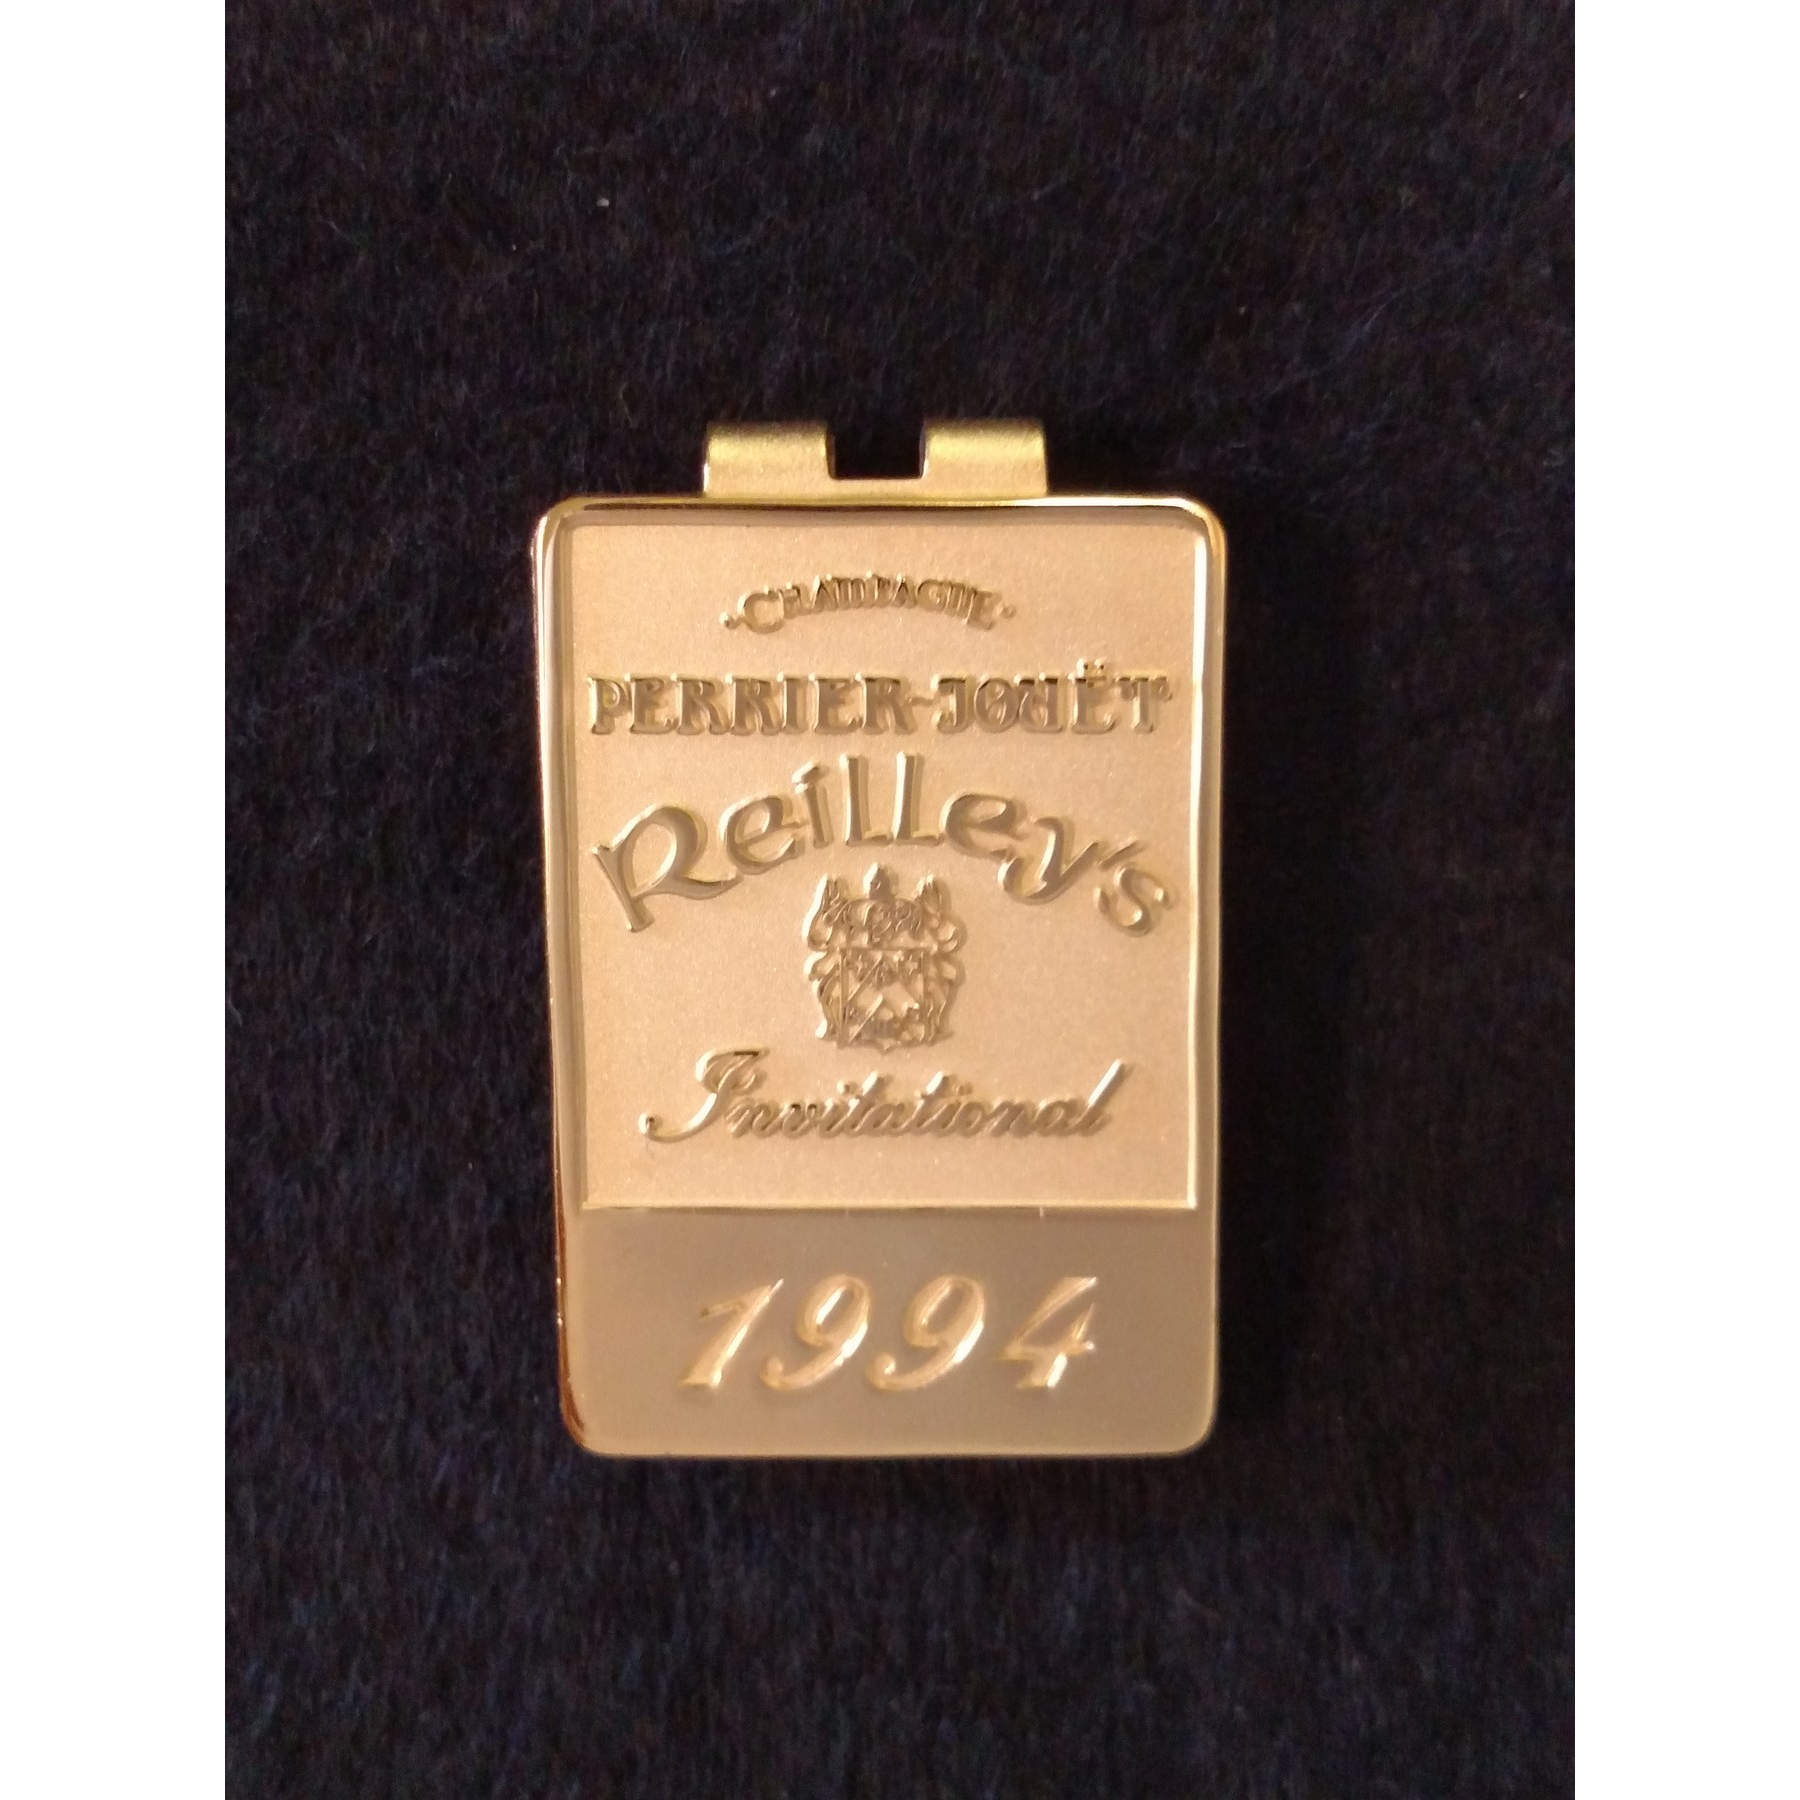 ·CHAMPAGNE·
PERRIER-JOUËT
Reilley's
Invitational
1994